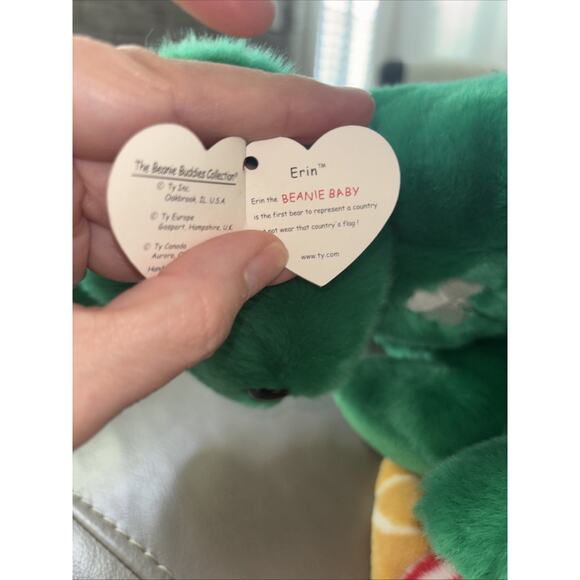 The Beanie Buddies Collection®
© Ty Inc.
Oakbrook, IL. U.S.A.
© Ty Europe
Gasport, Hampshire, U.K.
© Ty Canada
Aurora,
Erin™
Erin the BEANIE BABY
is the first bear to represent a country
not wear that country's flag !
www.ty.com